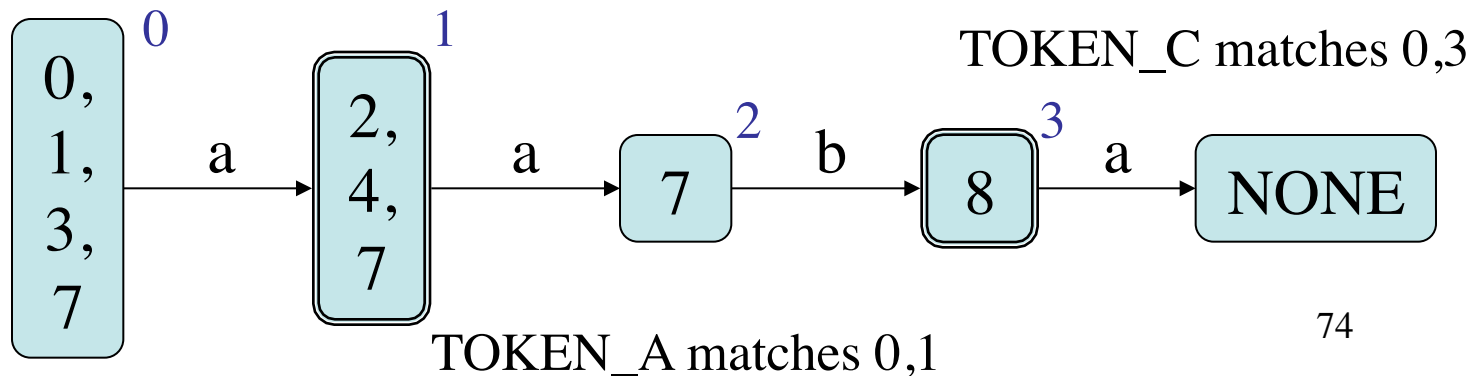 0
0,
1,
3,
7
a
1
2,
4,
7
TOKEN_A matches 0,1
a
2
7
b
3
8
TOKEN_C matches 0,3
a
NONE
74